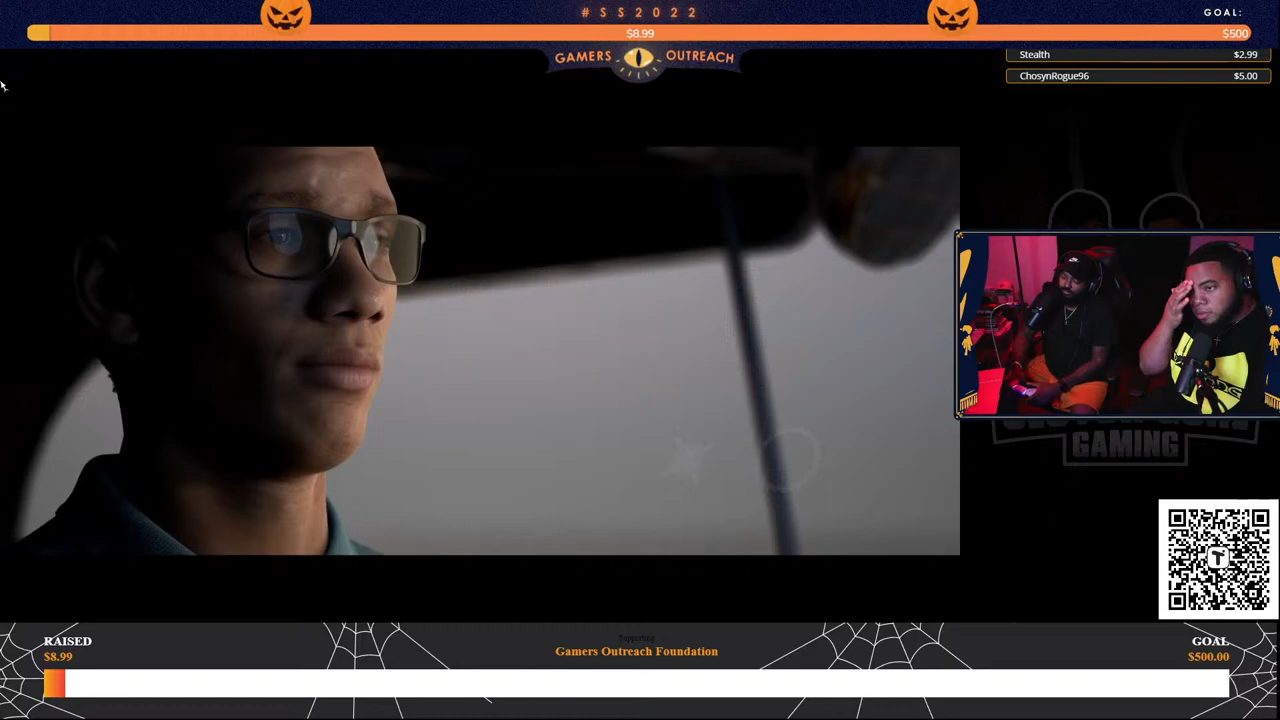 #SS2022
GOAL:
$8.99
$500
GAMERS OUTREACH
Stealth $2.99
ChosynRogue96 $5.00
GAMING
RAISED
$8.99
Supporting
Gamers Outreach Foundation
GOAL
$500.00